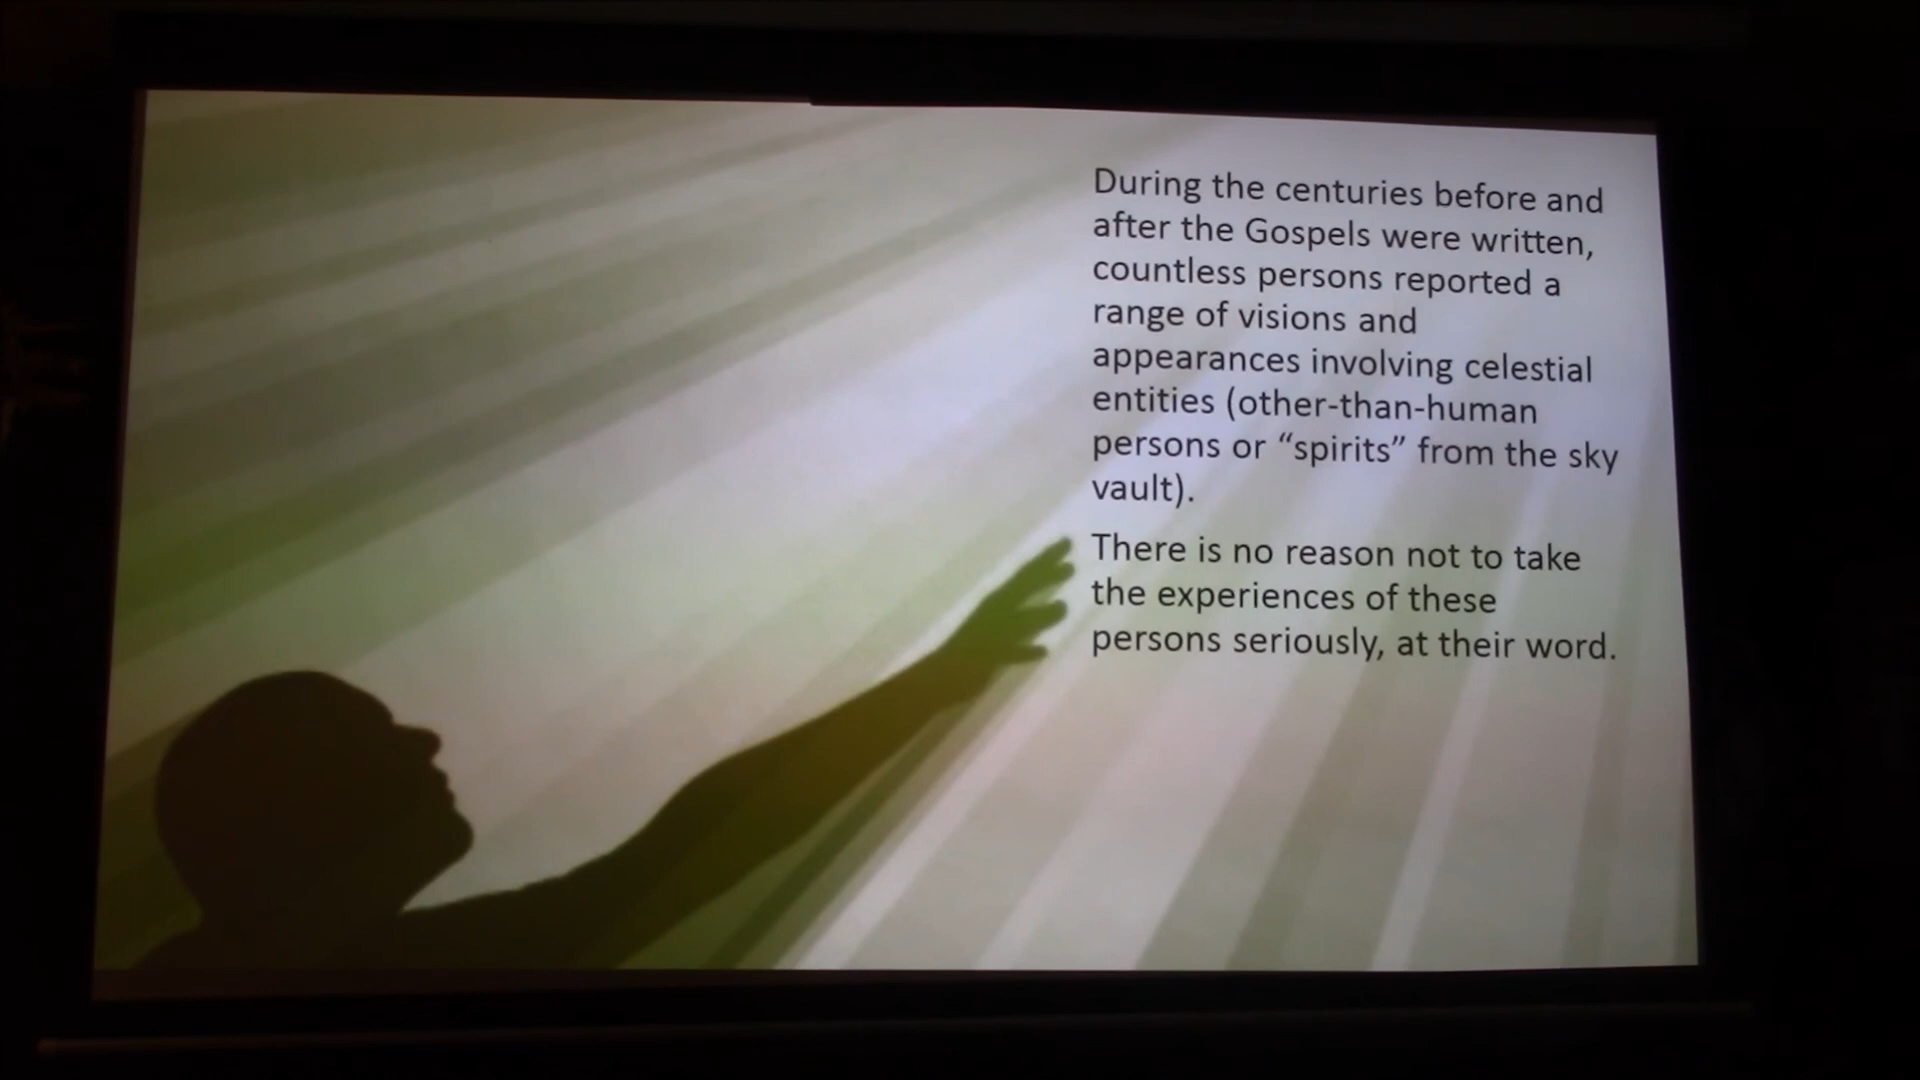 During the centuries before and
after the Gospels were written,
countless persons reported a
range of visions and
appearances involving celestial
entities (other-than-human
persons or “spirits” from the sky
vault).
There is no reason not to take
the experiences of these
persons seriously, at their word.